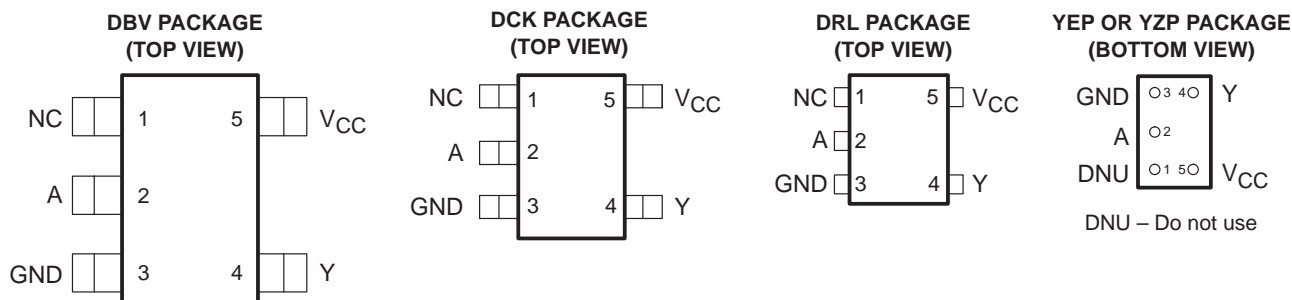 DBV PACKAGE
(TOP VIEW)
NC 1 5 VCC
A 2
GND 3 4 Y
DCK PACKAGE
(TOP VIEW)
NC 1 5 VCC
A 2
GND 3 4 Y
DRL PACKAGE
(TOP VIEW)
NC 1 5 VCC
A 2
GND 3 4 Y
YEP OR YZP PACKAGE
(BOTTOM VIEW)
GND 3 4 Y
A 2
DNU 1 5 VCC
DNU – Do not use